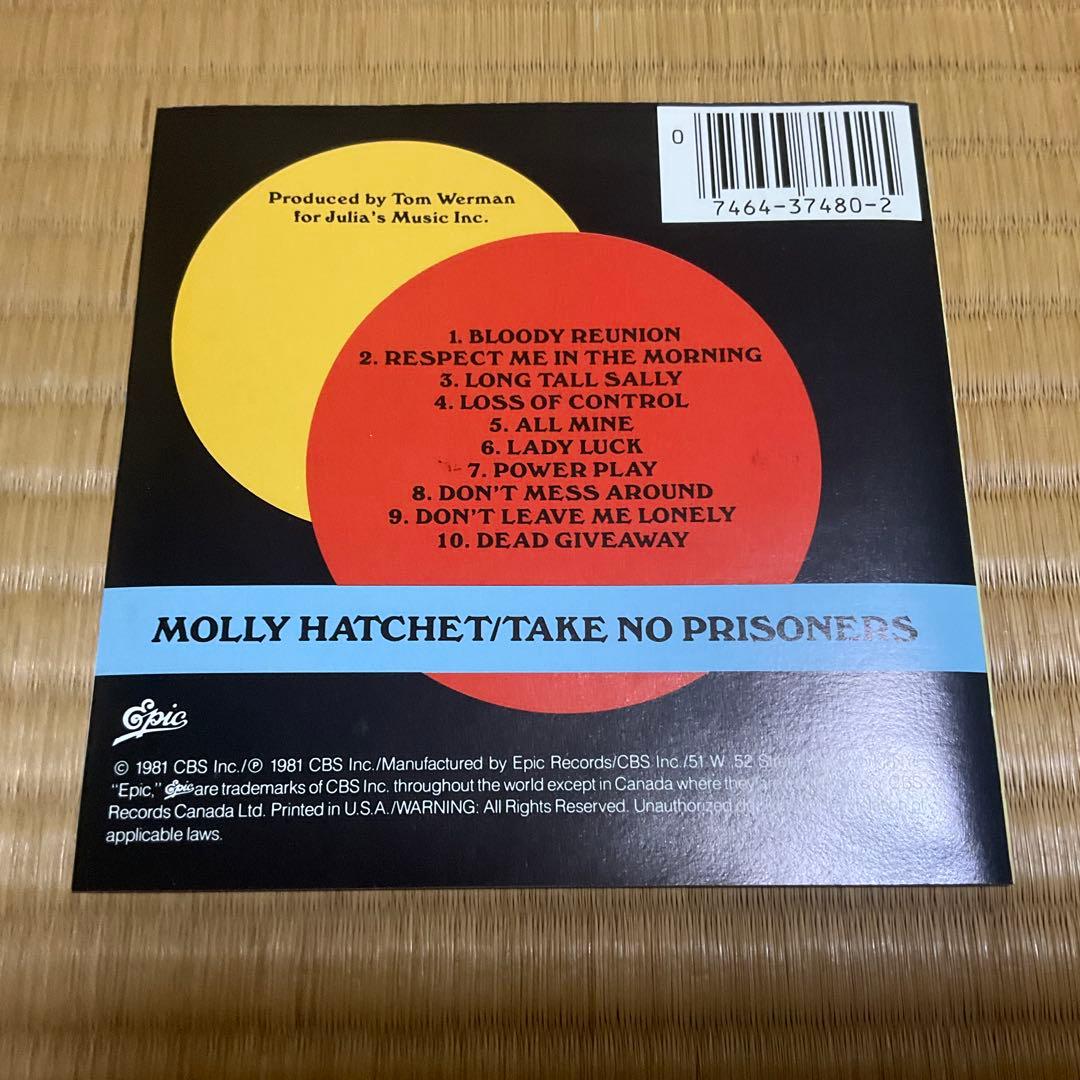 0
7464-37480-2
Produced by Tom Werman
for Julia's Music Inc.
1. BLOODY REUNION
2. RESPECT ME IN THE MORNING
3. LONG TALL SALLY
4. LOSS OF CONTROL
5. ALL MINE
6. LADY LUCK
7. POWER PLAY
8. DON'T MESS AROUND
9. DON'T LEAVE ME LONELY
10. DEAD GIVEAWAY
MOLLY HATCHET/TAKE NO PRISONERS
Epic
© 1981 CBS Inc./℗ 1981 CBS Inc./Manufactured by Epic Records/CBS Inc./51 W. 52
"Epic," Epic are trademarks of CBS Inc. throughout the world except in Canada where they
Records Canada Ltd. Printed in U.S.A./WARNING: All Rights Reserved. Unauthorized
applicable laws.